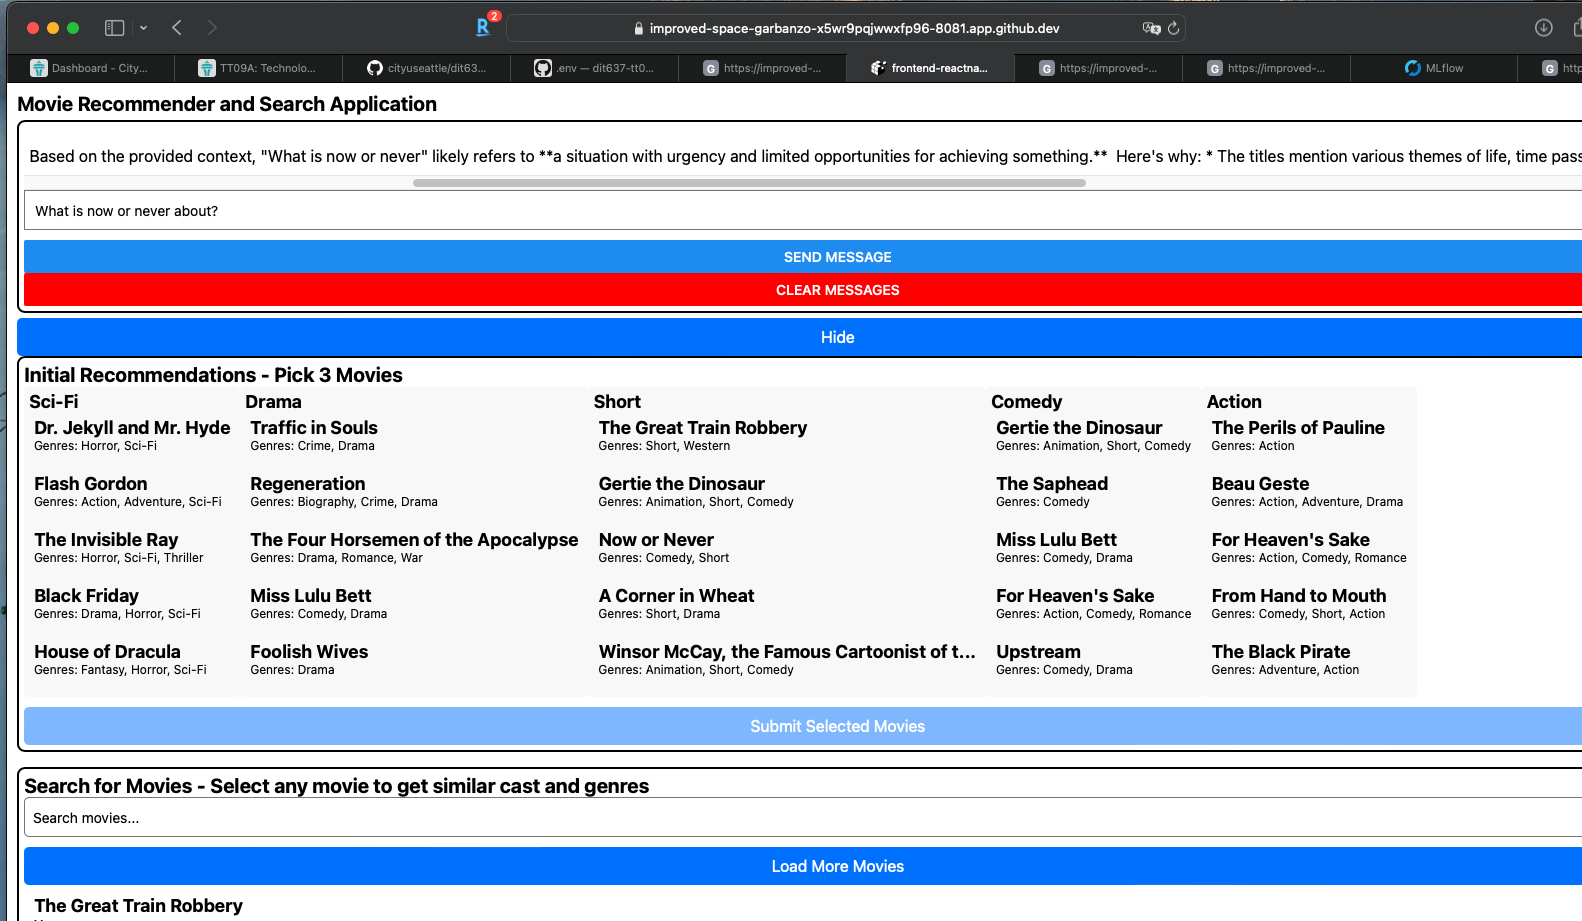 2
improved-space-garbanzo-x5wr9pqjwwxfp96-8081.app.github.dev
Dashboard - City...
TT09A: Technolo...
cityuseattle/dit63...
.env — dit637-tt0...
https://improved-...
frontend-reactna...
https://improved-...
https://improved-...
MLflow
http
Movie Recommender and Search Application
Based on the provided context, "What is now or never" likely refers to **a situation with urgency and limited opportunities for achieving something.** Here's why: * The titles mention various themes of life, time pass
What is now or never about?
SEND MESSAGE
CLEAR MESSAGES
Hide
Initial Recommendations - Pick 3 Movies
Sci-Fi
Dr. Jekyll and Mr. Hyde
Genres: Horror, Sci-Fi
Flash Gordon
Genres: Action, Adventure, Sci-Fi
The Invisible Ray
Genres: Horror, Sci-Fi, Thriller
Black Friday
Genres: Drama, Horror, Sci-Fi
House of Dracula
Genres: Fantasy, Horror, Sci-Fi
Drama
Traffic in Souls
Genres: Crime, Drama
Regeneration
Genres: Biography, Crime, Drama
The Four Horsemen of the Apocalypse
Genres: Drama, Romance, War
Miss Lulu Bett
Genres: Comedy, Drama
Foolish Wives
Genres: Drama
Short
The Great Train Robbery
Genres: Short, Western
Gertie the Dinosaur
Genres: Animation, Short, Comedy
Now or Never
Genres: Comedy, Short
A Corner in Wheat
Genres: Short, Drama
Winsor McCay, the Famous Cartoonist of t...
Genres: Animation, Short, Comedy
Comedy
Gertie the Dinosaur
Genres: Animation, Short, Comedy
The Saphead
Genres: Comedy
Miss Lulu Bett
Genres: Comedy, Drama
For Heaven's Sake
Genres: Action, Comedy, Romance
Upstream
Genres: Comedy, Drama
Action
The Perils of Pauline
Genres: Action
Beau Geste
Genres: Action, Adventure, Drama
For Heaven's Sake
Genres: Action, Comedy, Romance
From Hand to Mouth
Genres: Comedy, Short, Action
The Black Pirate
Genres: Adventure, Action
Submit Selected Movies
Search for Movies - Select any movie to get similar cast and genres
Search movies...
Load More Movies
The Great Train Robbery